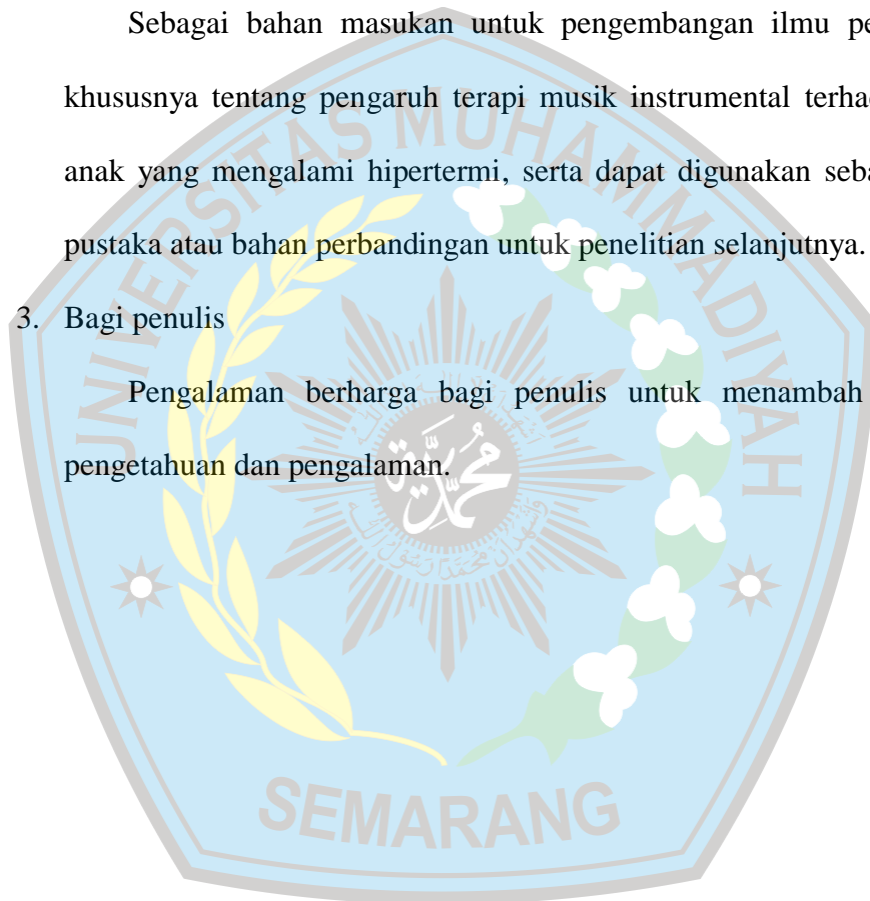 Sebagai bahan masukan untuk pengembangan ilmu pe
khususnya tentang pengaruh terapi musik instrumental terha
anak yang mengalami hipertermi, serta dapat digunakan seba
pustaka atau bahan perbandingan untuk penelitian selanjutnya.
3. Bagi penulis
Pengalaman berharga bagi penulis untuk menambah
pengetahuan dan pengalaman.
UNIVERSITAS MUHAMMADIYAH
محمدية
SEMARANG